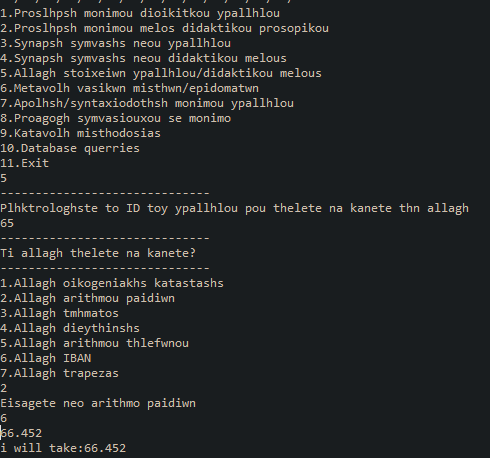 1.Proslhpsh monimou dioikitkou ypallhlou
2.Proslhpsh monimou melos didaktikou prosopikou
3.Synapsh symvashs neou ypallhlou
4.Synapsh symvashs neou didaktikou melous
5.Allagh stoixeiwn ypallhlou/didaktikou melous
6.Metavolh vasikwn misthwn/epidomatwn
7.Apolhsh/syntaxiodothsh monimou ypallhlou
8.Proagogh symvasiouxou se monimo
9.Katavolh misthodosias
10.Database querries
11.Exit
5
------------------------------
Plhktrologhste to ID toy ypallhlou pou thelete na kanete thn allagh
65
------------------------------
Ti allagh thelete na kanete?
------------------------------
1.Allagh oikogeniakhs katastashs
2.Allagh arithmou paidiwn
3.Allagh tmhmatos
4.Allagh dieythinshs
5.Allagh arithmou thlefwnou
6.Allagh IBAN
7.Allagh trapezas
2
Eisagete neo arithmo paidiwn
6
66.452
i will take:66.452